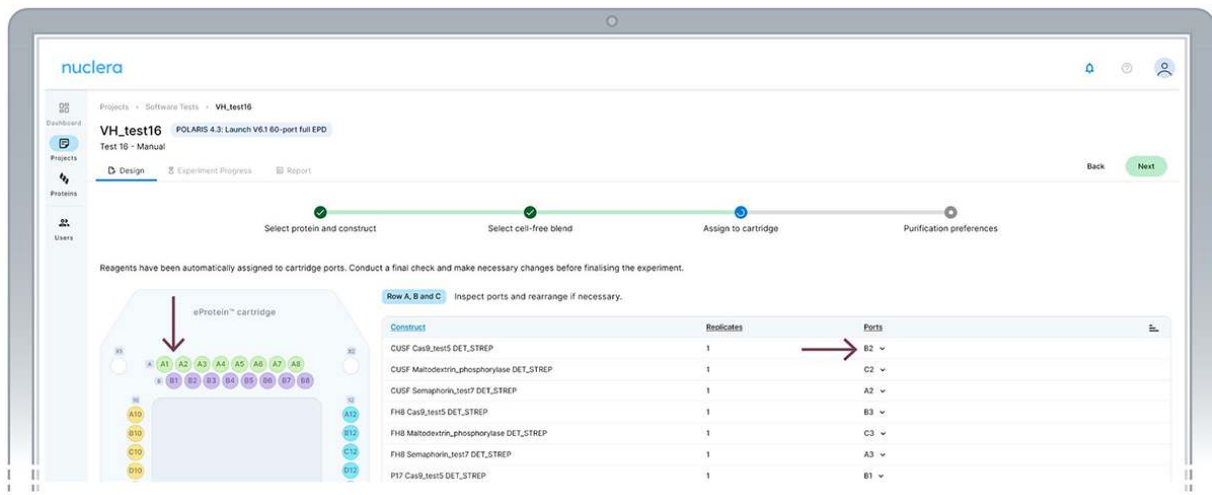 nuclera
Dashboard
Projects
Proteins
Users
Projects › Software Tests › VH_test16
VH_test16 POLARIS 4.3: Launch V6.1 60-port full EPD
Test 16 - Manual
Design Experiment Progress Report
Back Next
Select protein and construct Select cell-free blend Assign to cartridge Purification preferences
Reagents have been automatically assigned to cartridge ports. Conduct a final check and make necessary changes before finalising the experiment.
eProtein™ cartridge
A A1 A2 A3 A4 A5 A6 A7 A8
B1 B2 B3 B4 B5 B6 B7 B8
A10 A12
B10 B12
C10 C12
D10 D12
Row A, B and C Inspect ports and rearrange if necessary.
Construct Replicates Ports
CUSF Cas9_test5 DET_STREP 1 B2
CUSF Maltodextrin_phosphorylase DET_STREP 1 C2
CUSF Semaphorin_test7 DET_STREP 1 A2
FH8 Cas9_test5 DET_STREP 1 B3
FH8 Maltodextrin_phosphorylase DET_STREP 1 C3
FH8 Semaphorin_test7 DET_STREP 1 A3
P17 Cas9_test5 DET_STREP 1 B1